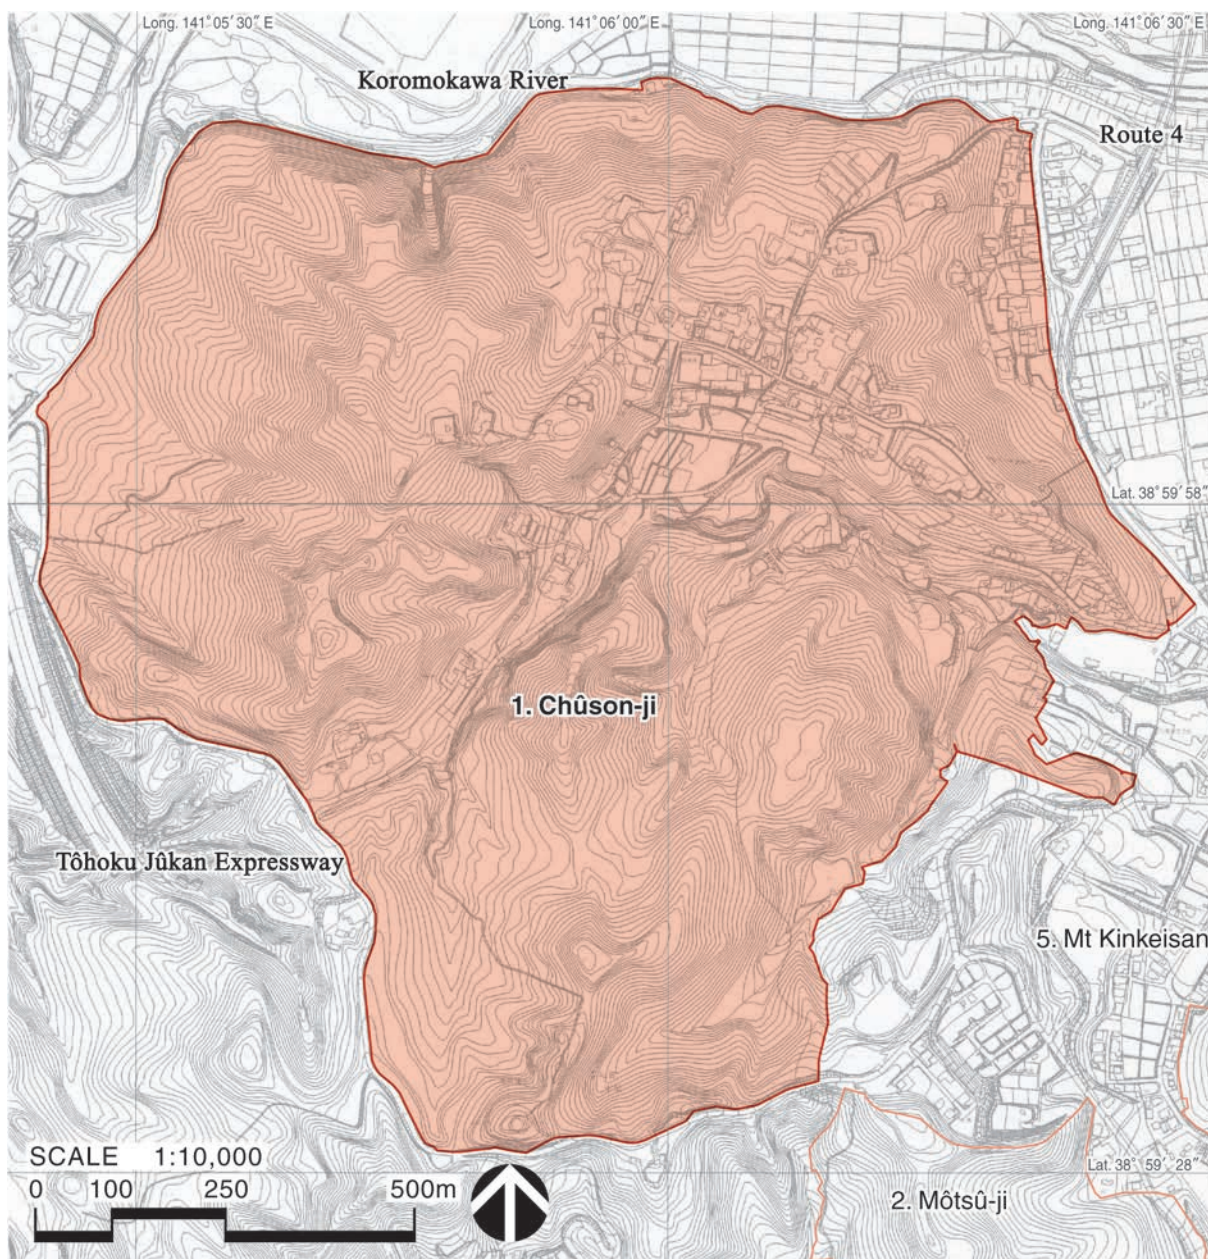 Long. 141° 05′ 30″ E
Long. 141° 06′ 00″ E
Long. 141° 06′ 30″ E
Koromokawa River
Route 4
Lat. 38° 59′ 58″
1. Chûson-ji
Tôhoku Jûkan Expressway
5. Mt Kinkeisan
Lat. 38° 59′ 28″
SCALE 1:10,000
0 100 250 500m
2. Môtsû-ji